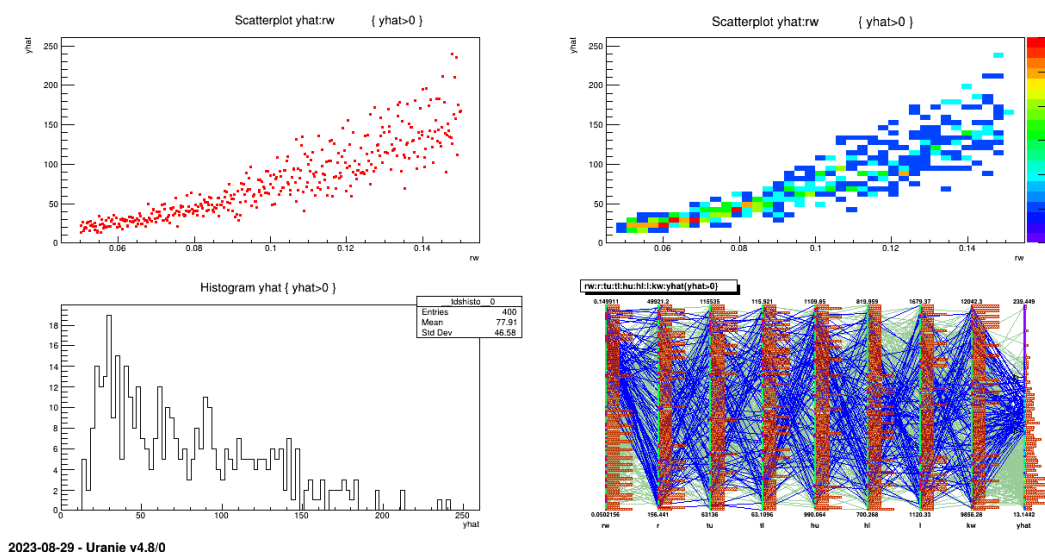 Scatterplot yhat:rw { yhat>0 }
yhat
250
200
150
100
50
0
0.06 0.08 0.1 0.12 0.14
rw
Scatterplot yhat:rw { yhat>0 }
yhat
250
200
150
100
50
0
0.06 0.08 0.1 0.12 0.14
rw
Histogram yhat { yhat>0 }
__tdshisto__0
Entries 400
Mean 77.91
Std Dev 46.58
18
16
14
12
10
8
6
4
2
0
0 50 100 150 200 250
yhat
rw:r:tu:tl:hu:hl:l:kw:yhat{yhat>0}
0.149911 49921.2 115535 115.921 1109.85 819.959 1679.37 12042.3 239.449
0.0502156 156.441 63136 63.1096 990.064 700.268 1120.33 9856.28 13.1442
rw r tu tl hu hl l kw yhat
2023-08-29 - Uranie v4.8/0